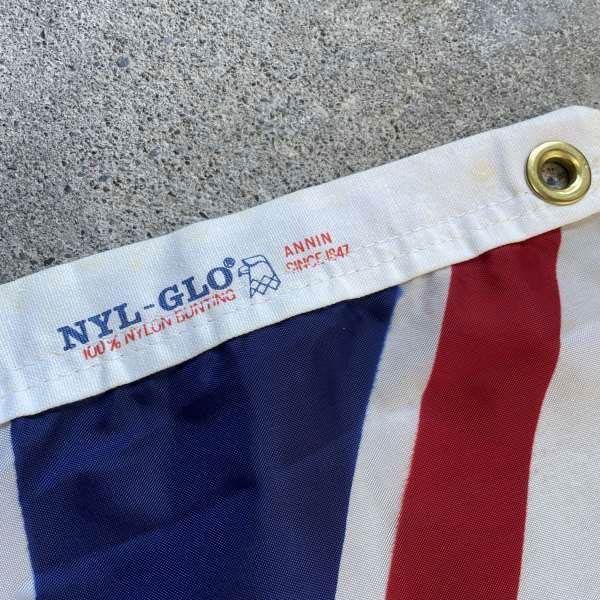 NYL-GLO®
100% NYLON BUNTING
ANNIN
SINCE 1847